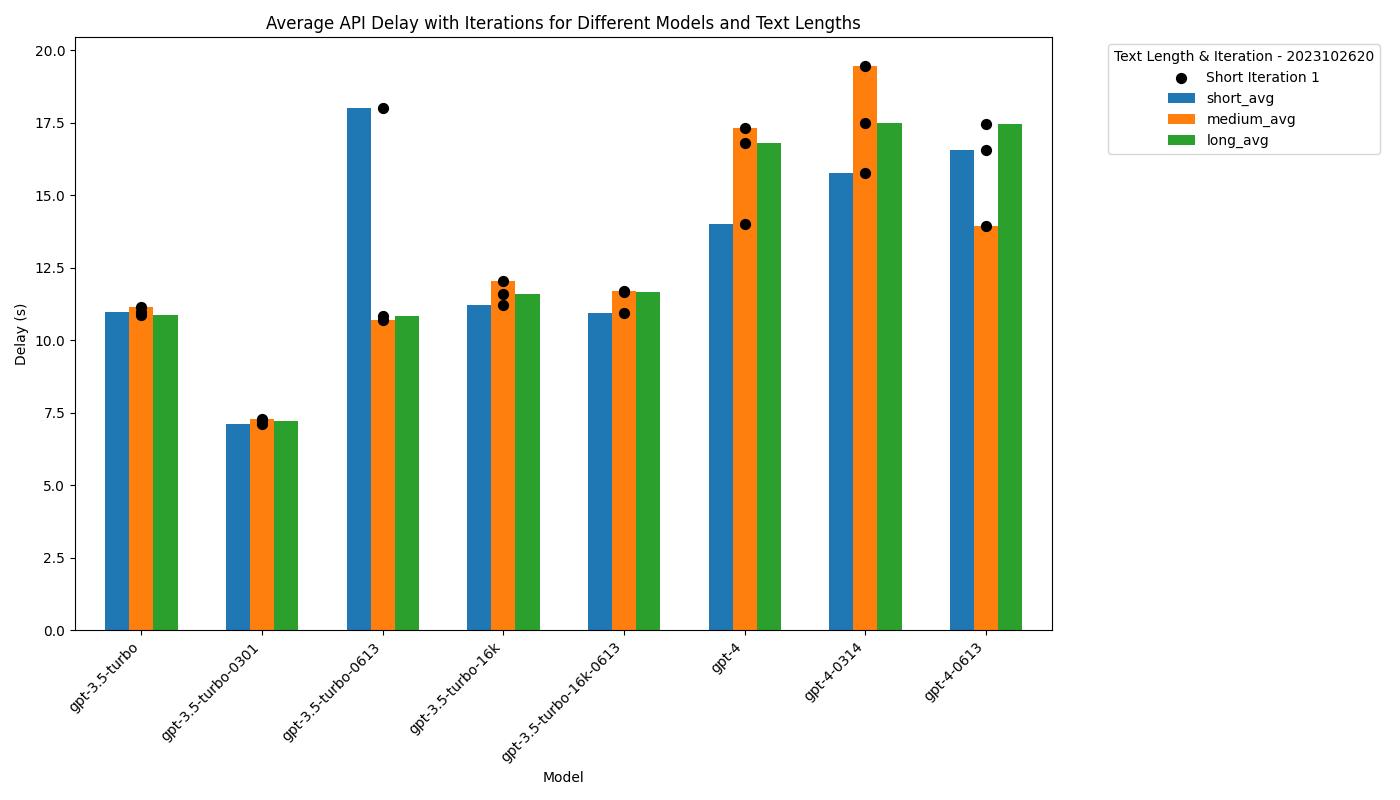 Average API Delay with Iterations for Different Models and Text Lengths
Text Length & Iteration - 2023102620
Short Iteration 1
short_avg
medium_avg
long_avg
Delay (s)
20.0
17.5
15.0
12.5
10.0
7.5
5.0
2.5
0.0
gpt-3.5-turbo
gpt-3.5-turbo-0301
gpt-3.5-turbo-0613
gpt-3.5-turbo-16k
gpt-3.5-turbo-16k-0613
gpt-4
gpt-4-0314
gpt-4-0613
Model